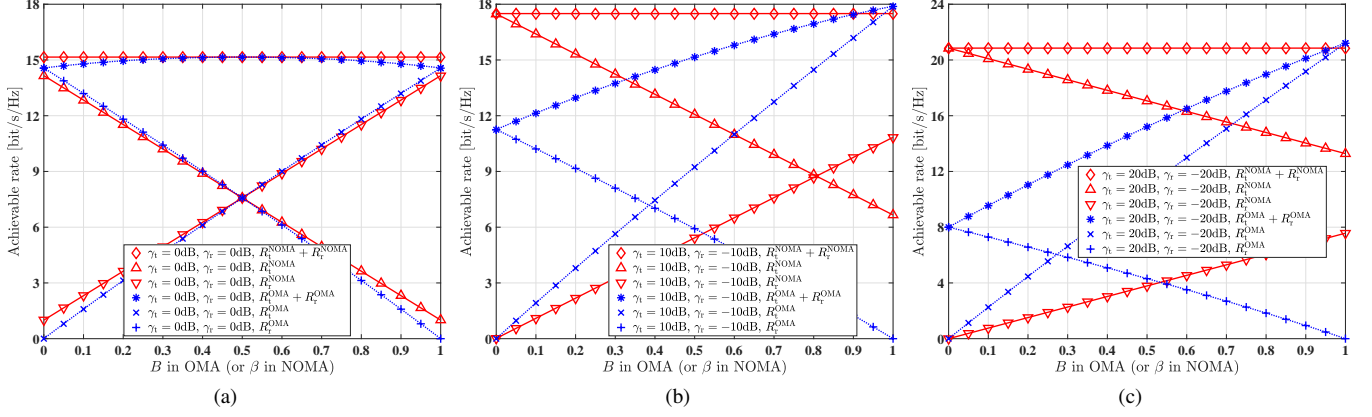 Achievable rate [bit/s/Hz]
18
15
12
9
6
3
0
γₜ = 0dB, γᵣ = 0dB, Rₜᴺᴼᴹᴬ + Rᵣᴺᴼᴹᴬ
γₜ = 0dB, γᵣ = 0dB, Rₜᴺᴼᴹᴬ
γₜ = 0dB, γᵣ = 0dB, Rᵣᴺᴼᴹᴬ
γₜ = 0dB, γᵣ = 0dB, Rₜᴼᴹᴬ + Rᵣᴼᴹᴬ
γₜ = 0dB, γᵣ = 0dB, Rₜᴼᴹᴬ
γₜ = 0dB, γᵣ = 0dB, Rᵣᴼᴹᴬ
0 0.1 0.2 0.3 0.4 0.5 0.6 0.7 0.8 0.9 1
B in OMA (or β in NOMA)
(a)
Achievable rate [bit/s/Hz]
18
15
12
9
6
3
0
γₜ = 10dB, γᵣ = −10dB, Rₜᴺᴼᴹᴬ + Rᵣᴺᴼᴹᴬ
γₜ = 10dB, γᵣ = −10dB, Rₜᴺᴼᴹᴬ
γₜ = 10dB, γᵣ = −10dB, Rᵣᴺᴼᴹᴬ
γₜ = 10dB, γᵣ = −10dB, Rₜᴼᴹᴬ + Rᵣᴼᴹᴬ
γₜ = 10dB, γᵣ = −10dB, Rₜᴼᴹᴬ
γₜ = 10dB, γᵣ = −10dB, Rᵣᴼᴹᴬ
0 0.1 0.2 0.3 0.4 0.5 0.6 0.7 0.8 0.9 1
B in OMA (or β in NOMA)
(b)
Achievable rate [bit/s/Hz]
24
20
16
12
8
4
0
γₜ = 20dB, γᵣ = −20dB, Rₜᴺᴼᴹᴬ + Rᵣᴺᴼᴹᴬ
γₜ = 20dB, γᵣ = −20dB, Rₜᴺᴼᴹᴬ
γₜ = 20dB, γᵣ = −20dB, Rᵣᴺᴼᴹᴬ
γₜ = 20dB, γᵣ = −20dB, Rₜᴼᴹᴬ + Rᵣᴼᴹᴬ
γₜ = 20dB, γᵣ = −20dB, Rₜᴼᴹᴬ
γₜ = 20dB, γᵣ = −20dB, Rᵣᴼᴹᴬ
0 0.1 0.2 0.3 0.4 0.5 0.6 0.7 0.8 0.9 1
B in OMA (or β in NOMA)
(c)